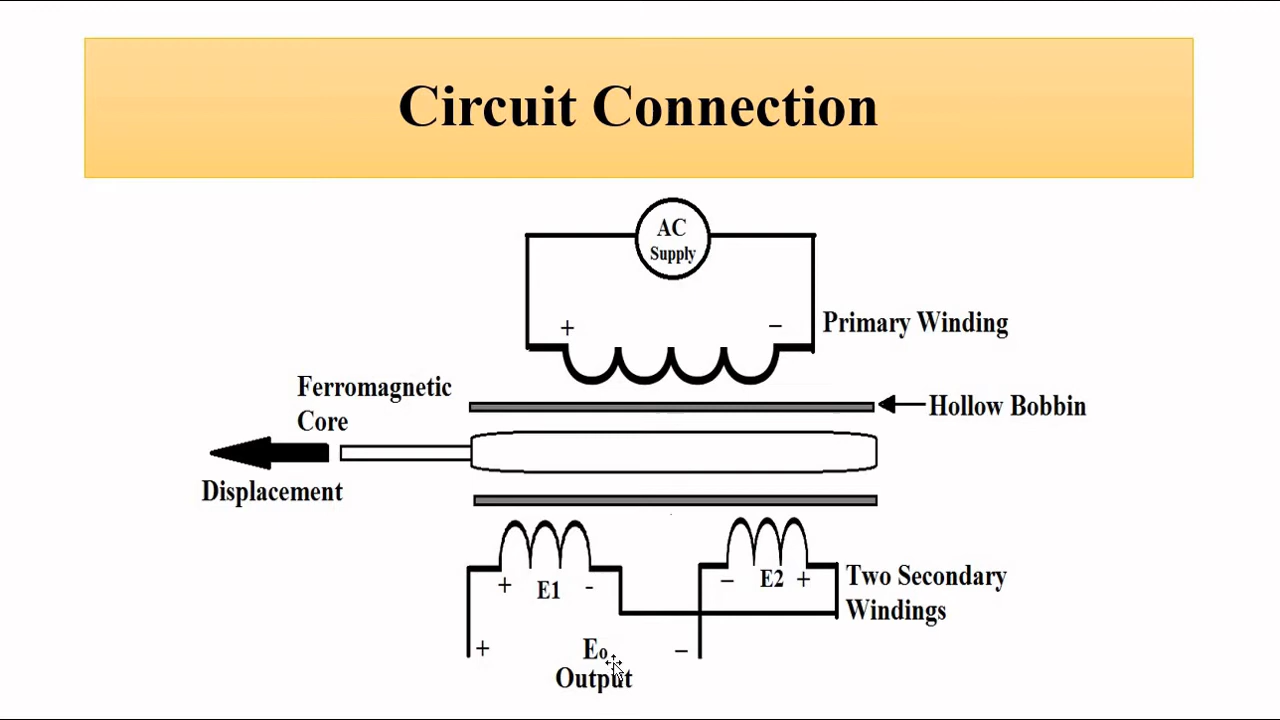 Circuit Connection
AC
Supply
+ –
Primary Winding
Ferromagnetic
Core
Hollow Bobbin
Displacement
+ E1 -
– E2 +
Two Secondary
Windings
+ Eo –
Output